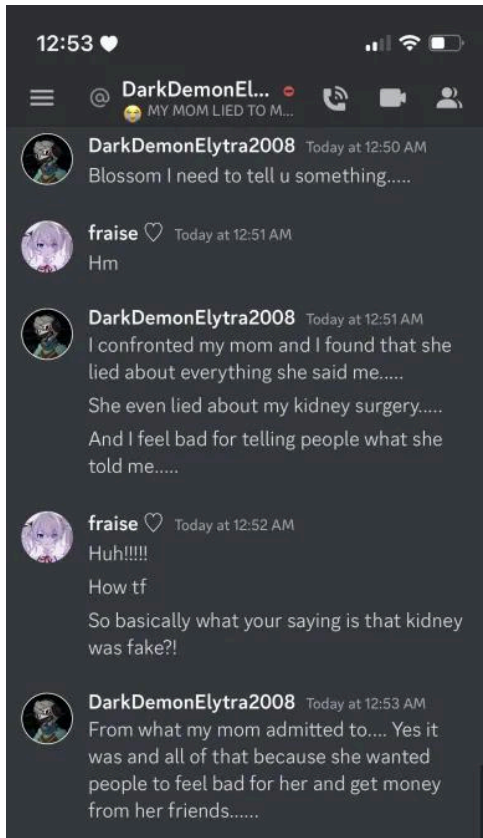 12:53
@ DarkDemonEl...
😭 MY MOM LIED TO M...
DarkDemonElytra2008 Today at 12:50 AM
Blossom I need to tell u something.....
fraise ♡ Today at 12:51 AM
Hm
DarkDemonElytra2008 Today at 12:51 AM
I confronted my mom and I found that she
lied about everything she said me.....
She even lied about my kidney surgery.....
And I feel bad for telling people what she
told me.....
fraise ♡ Today at 12:52 AM
Huh!!!!!
How tf
So basically what your saying is that kidney
was fake?!
DarkDemonElytra2008 Today at 12:53 AM
From what my mom admitted to.... Yes it
was and all of that because she wanted
people to feel bad for her and get money
from her friends......